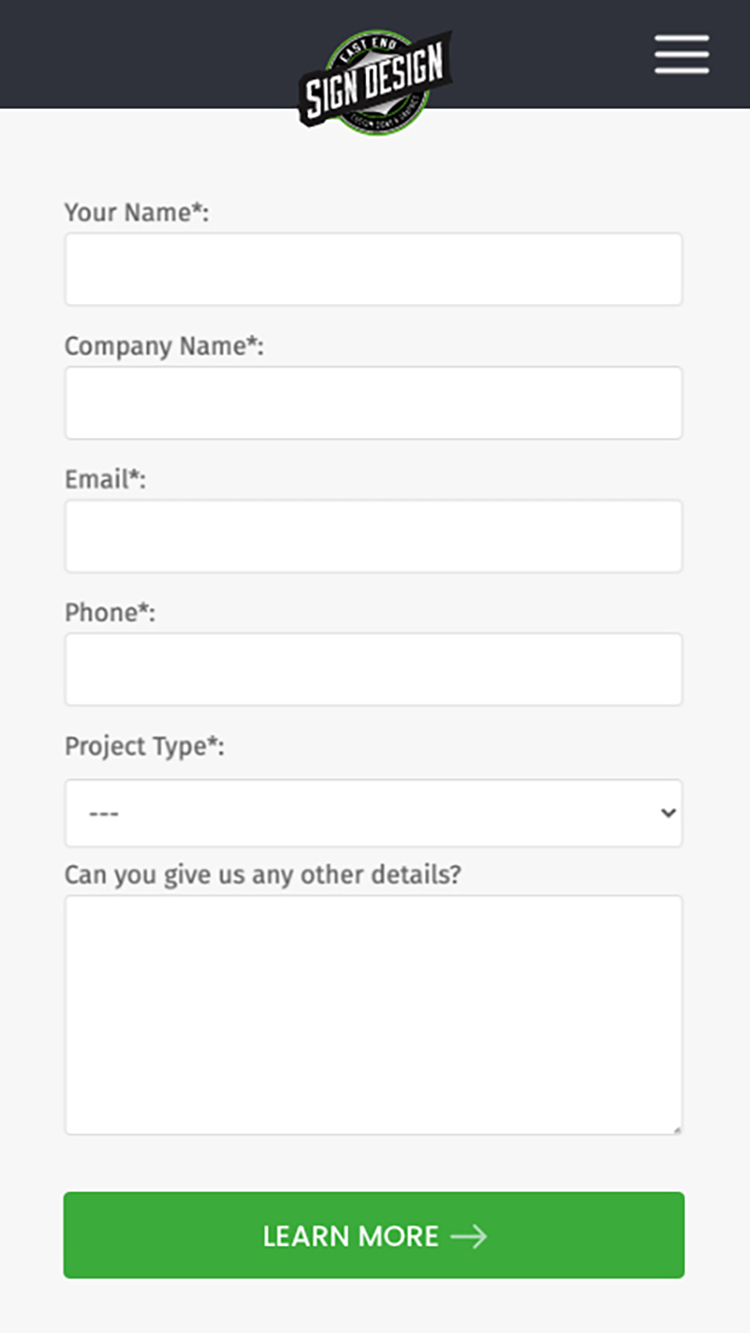 EAST END
SIGN DESIGN
Your Name*:
Company Name*:
Email*:
Phone*:
Project Type*:
---
Can you give us any other details?
LEARN MORE